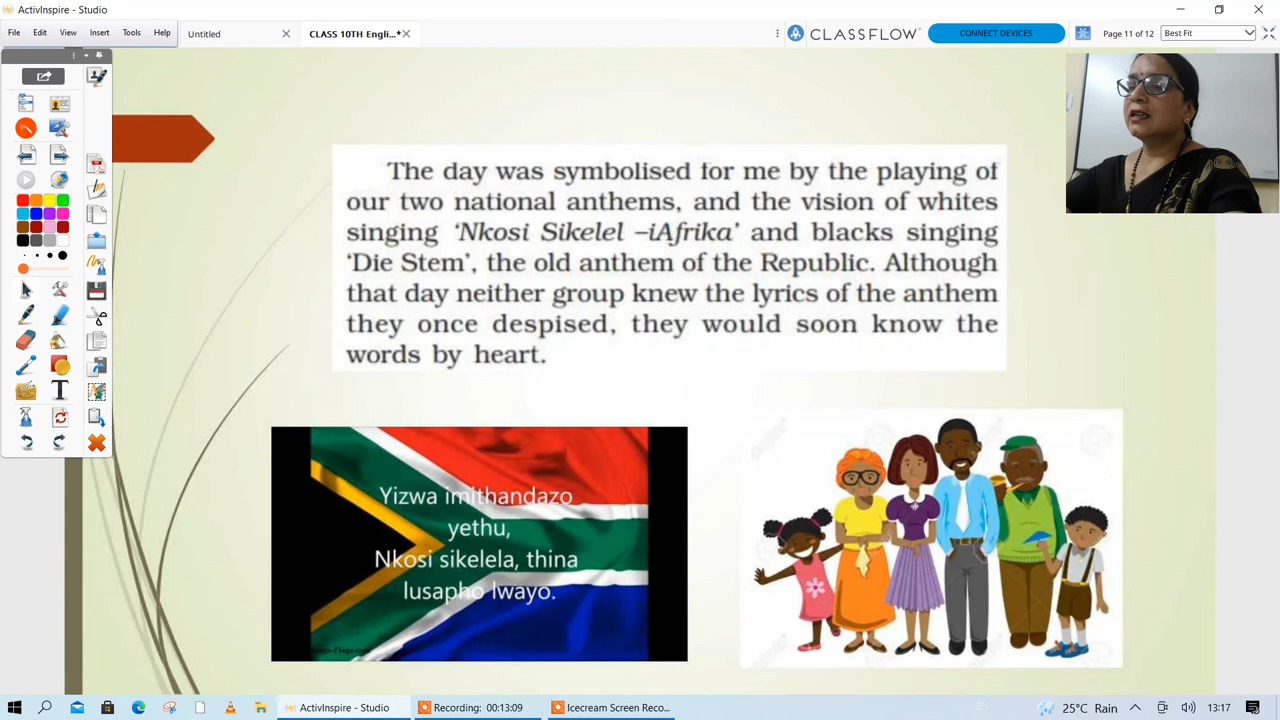 ActivInspire - Studio
File Edit View Insert Tools Help
Untitled
CLASS 10TH Engli...*
CLASSFLOW
CONNECT DEVICES
Page 11 of 12
Best Fit
The day was symbolised for me by the playing of
our two national anthems, and the vision of whites
singing ‘Nkosi Sikelel –iAfrika’ and blacks singing
‘Die Stem’, the old anthem of the Republic. Although
that day neither group knew the lyrics of the anthem
they once despised, they would soon know the
words by heart.
Yizwa imithandazo
yethu,
Nkosi sikelela, thina
lusapho lwayo.
ActivInspire - Studio
Recording: 00:13:09
Icecream Screen Reco...
EN
25°C Rain
13:17